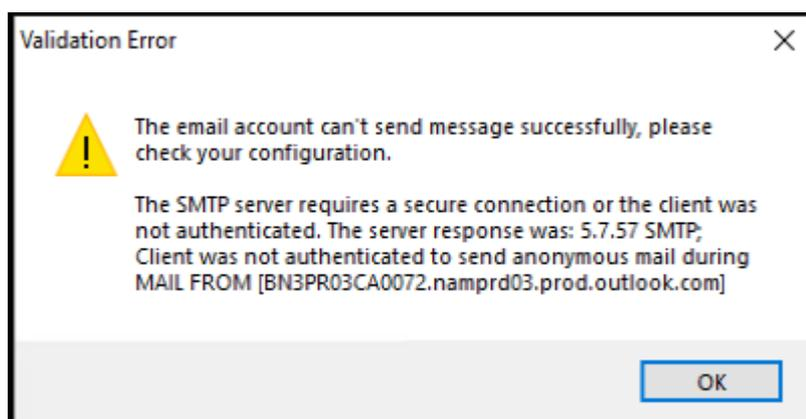 Validation Error
The email account can't send message successfully, please
check your configuration.
The SMTP server requires a secure connection or the client was
not authenticated. The server response was: 5.7.57 SMTP;
Client was not authenticated to send anonymous mail during
MAIL FROM [BN3PR03CA0072.namprd03.prod.outlook.com]
OK